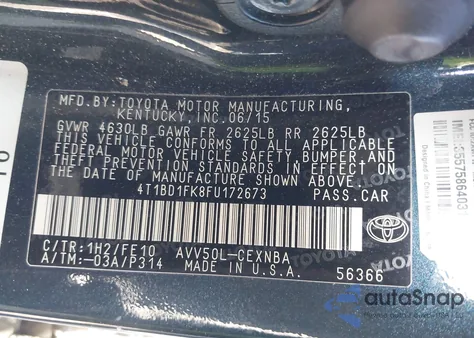 MFD.BY:TOYOTA MOTOR MANUFACTURING,
KENTUCKY, INC.06/15
GVWR 4630LB GAWR FR 2625LB RR 2625LB
THIS VEHICLE CONFORMS TO ALL APPLICABLE
FEDERAL MOTOR VEHICLE SAFETY, BUMPER, AND
THEFT PREVENTION STANDARDS IN EFFECT ON
THE DATE OF MANUFACTURE SHOWN ABOVE.
4T1BD1FK8FU172673 PASS.CAR
C/TR:1H2/FE10 AVV50L-CEXNBA
A/TM:-03A/P314 MADE IN U.S.A.
56366
TOYOTA
autoSnap